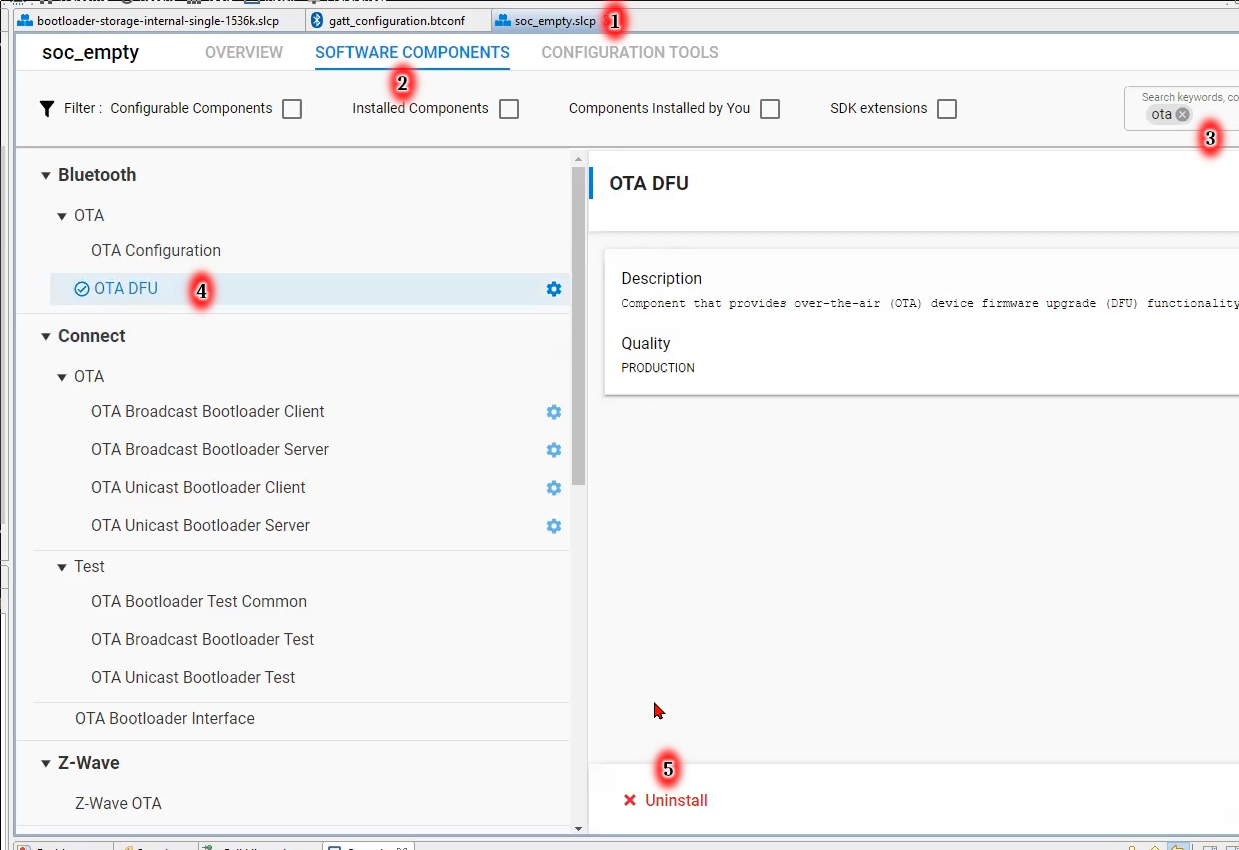 bootloader-storage-internal-single-1536k.slcp gatt_configuration.btconf soc_empty.slcp 1
soc_empty OVERVIEW SOFTWARE COMPONENTS CONFIGURATION TOOLS
2
Filter : Configurable Components Installed Components Components Installed by You SDK extensions
Search keywords, co
ota
3
Bluetooth
OTA
OTA Configuration
OTA DFU 4
Connect
OTA
OTA Broadcast Bootloader Client
OTA Broadcast Bootloader Server
OTA Unicast Bootloader Client
OTA Unicast Bootloader Server
Test
OTA Bootloader Test Common
OTA Broadcast Bootloader Test
OTA Unicast Bootloader Test
OTA Bootloader Interface
Z-Wave
Z-Wave OTA
OTA DFU
Description
Component that provides over-the-air (OTA) device firmware upgrade (DFU) functionality
Quality
PRODUCTION
5
Uninstall